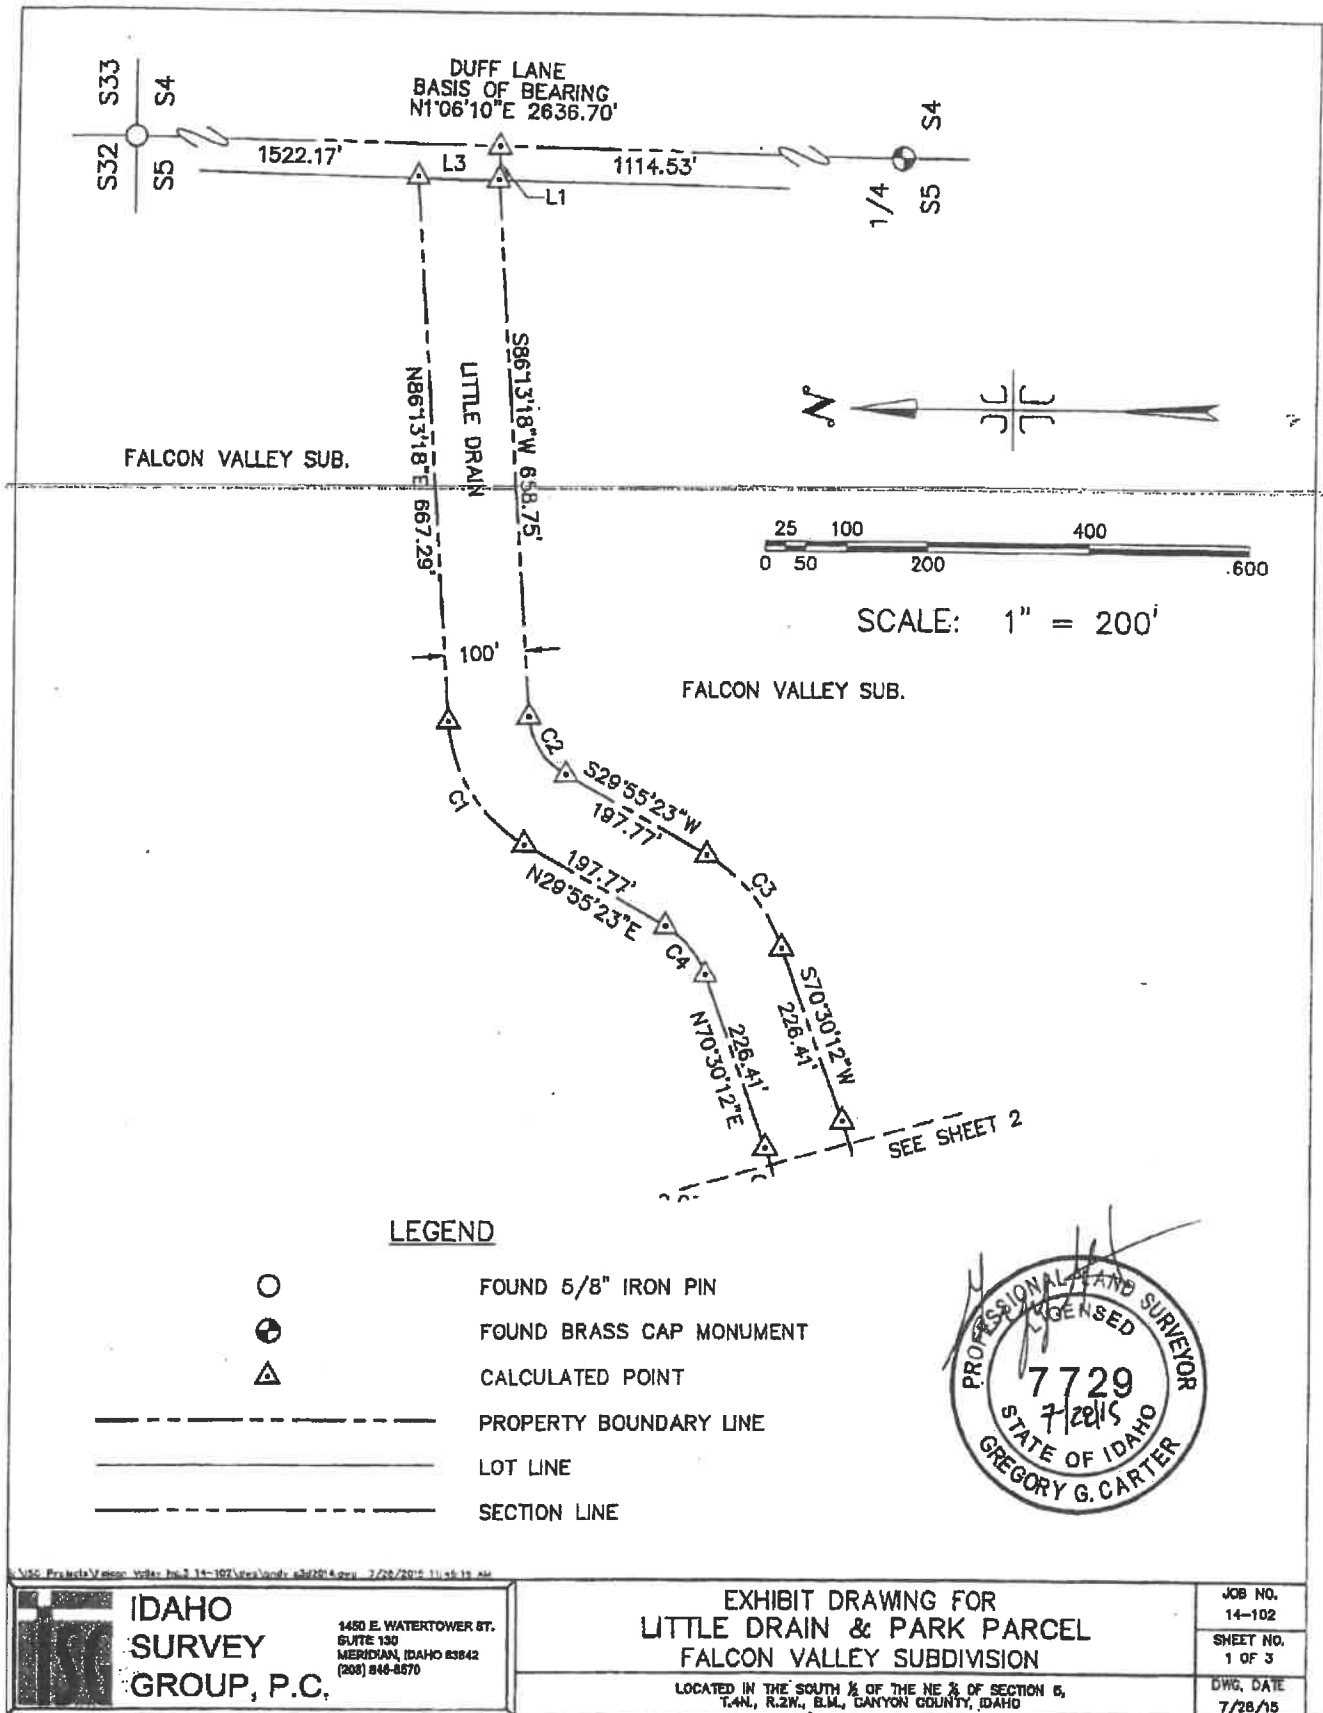 DUFF LANE
BASIS OF BEARING
N1°06'10"E 2636.70'
S33
S4
S32
S5
1522.17'
L3
1114.53'
L1
S4
1/4
S5
N86°13'18"E 667.29'
LITTLE DRAIN
S86°13'18"W 658.75'
N
FALCON VALLEY SUB.
25 100 400
0 50 200 600
SCALE: 1" = 200'
100'
FALCON VALLEY SUB.
C2
S29°55'23"W
197.77'
C1
197.77'
N29°55'23"E
C3
C4
S70°30'12"W
226.41'
226.41'
N70°30'12"E
SEE SHEET 2
LEGEND
FOUND 5/8" IRON PIN
FOUND BRASS CAP MONUMENT
CALCULATED POINT
PROPERTY BOUNDARY LINE
LOT LINE
SECTION LINE
PROFESSIONAL LAND SURVEYOR
LICENSED
7729
7/28/15
STATE OF IDAHO
GREGORY G. CARTER
IDAHO
SURVEY
GROUP, P.C.
1450 E. WATERTOWER ST.
SUITE 130
MERIDIAN, IDAHO 83642
(208) 846-8570
EXHIBIT DRAWING FOR
LITTLE DRAIN & PARK PARCEL
FALCON VALLEY SUBDIVISION
LOCATED IN THE SOUTH ½ OF THE NE ¼ OF SECTION 5,
T.4N., R.2W., B.M., CANYON COUNTY, IDAHO
JOB NO.
14-102
SHEET NO.
1 OF 3
DWG. DATE
7/28/15